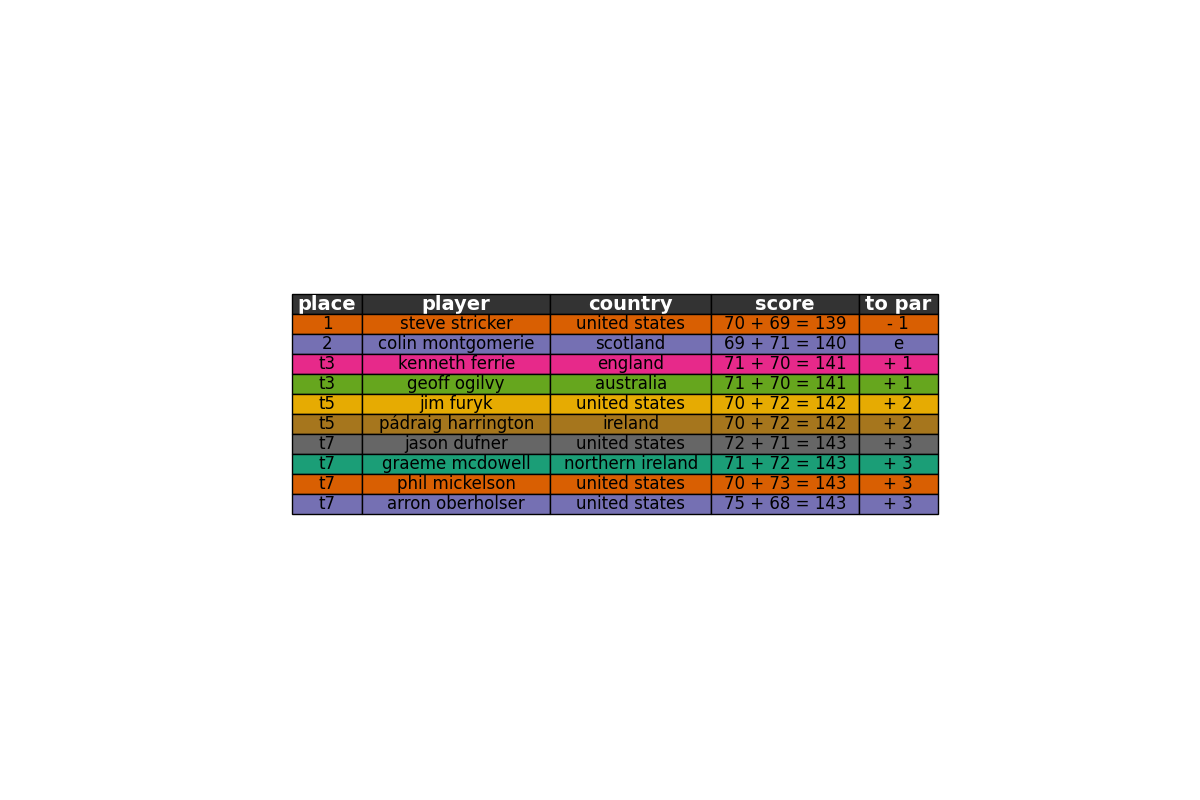 place player country score to par
1 steve stricker united states 70 + 69 = 139 - 1
2 colin montgomerie scotland 69 + 71 = 140 e
t3 kenneth ferrie england 71 + 70 = 141 + 1
t3 geoff ogilvy australia 71 + 70 = 141 + 1
t5 jim furyk united states 70 + 72 = 142 + 2
t5 pádraig harrington ireland 70 + 72 = 142 + 2
t7 jason dufner united states 72 + 71 = 143 + 3
t7 graeme mcdowell northern ireland 71 + 72 = 143 + 3
t7 phil mickelson united states 70 + 73 = 143 + 3
t7 arron oberholser united states 75 + 68 = 143 + 3